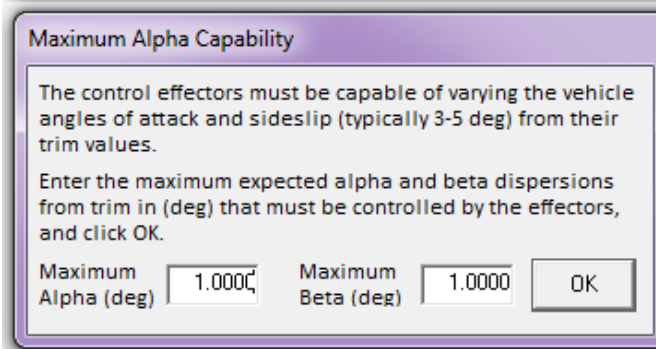 Maximum Alpha Capability
The control effectors must be capable of varying the vehicle
angles of attack and sideslip (typically 3-5 deg) from their
trim values.
Enter the maximum expected alpha and beta dispersions
from trim in (deg) that must be controlled by the effectors,
and click OK.
Maximum
Alpha (deg)
1.0000
Maximum
Beta (deg)
1.0000
OK